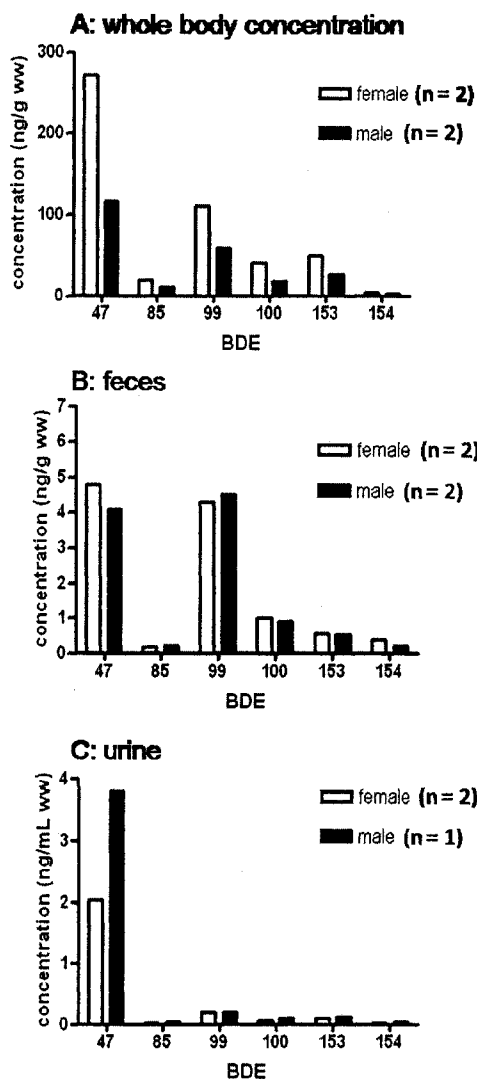 A: whole body concentration
300
200
100
0
concentration (ng/g ww)
female (n = 2)
male (n = 2)
47 85 99 100 153 154
BDE
B: feces
7
6
5
4
3
2
1
0
concentration (ng/g ww)
female (n = 2)
male (n = 2)
47 85 99 100 153 154
BDE
C: urine
4
3
2
1
0
concentration (ng/mL ww)
female (n = 2)
male (n = 1)
47 85 99 100 153 154
BDE